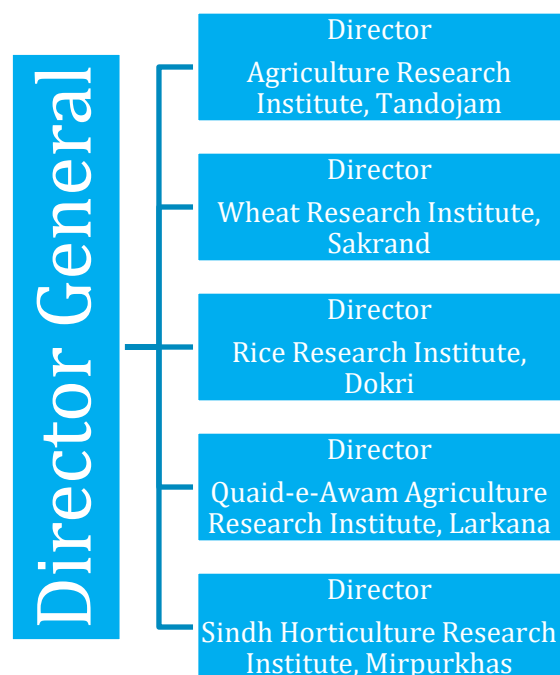 Director General
Director
Agriculture Research
Institute, Tandojam
Director
Wheat Research Institute,
Sakrand
Director
Rice Research Institute,
Dokri
Director
Quaid-e-Awam Agriculture
Research Institute, Larkana
Director
Sindh Horticulture Research
Institute, Mirpurkhas